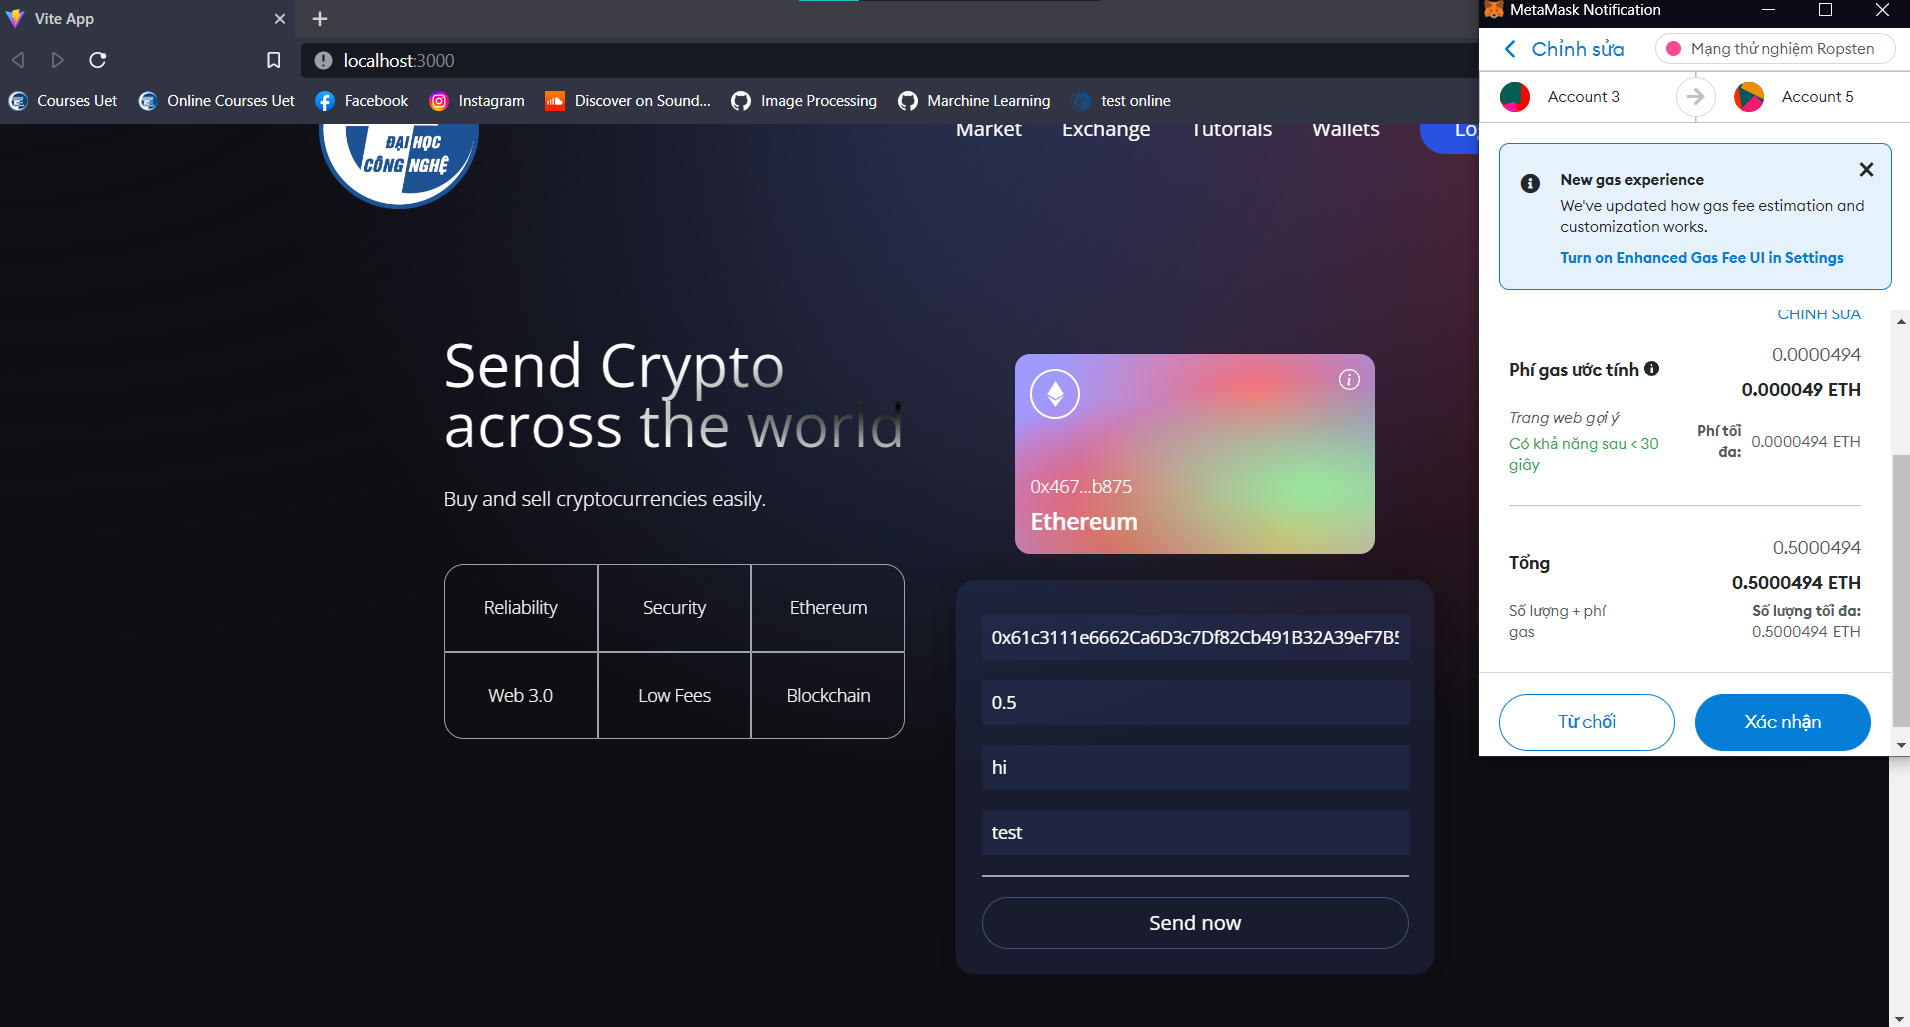 Vite App
localhost:3000
Courses Uet
Online Courses Uet
Facebook
Instagram
Discover on Sound...
Image Processing
Marchine Learning
test online
ĐẠI HỌC
CÔNG NGHỆ
Market
Exchange
Tutorials
Wallets
Send Crypto
across the world
Buy and sell cryptocurrencies easily.
Reliability
Security
Ethereum
Web 3.0
Low Fees
Blockchain
0x467...b875
Ethereum
0x61c3111e6662Ca6D3c7Df82Cb491B32A39eF7B5
0.5
hi
test
Send now
MetaMask Notification
Chỉnh sửa
Mạng thử nghiệm Ropsten
Account 3
Account 5
New gas experience
We've updated how gas fee estimation and
customization works.
Turn on Enhanced Gas Fee UI in Settings
CHỈNH SỬA
Phí gas ước tính
0.0000494
0.000049 ETH
Trang web gợi ý
Có khả năng sau < 30
giây
Phí tối
đa:
0.0000494 ETH
Tổng
0.5000494
0.5000494 ETH
Số lượng + phí
gas
Số lượng tối đa:
0.5000494 ETH
Từ chối
Xác nhận